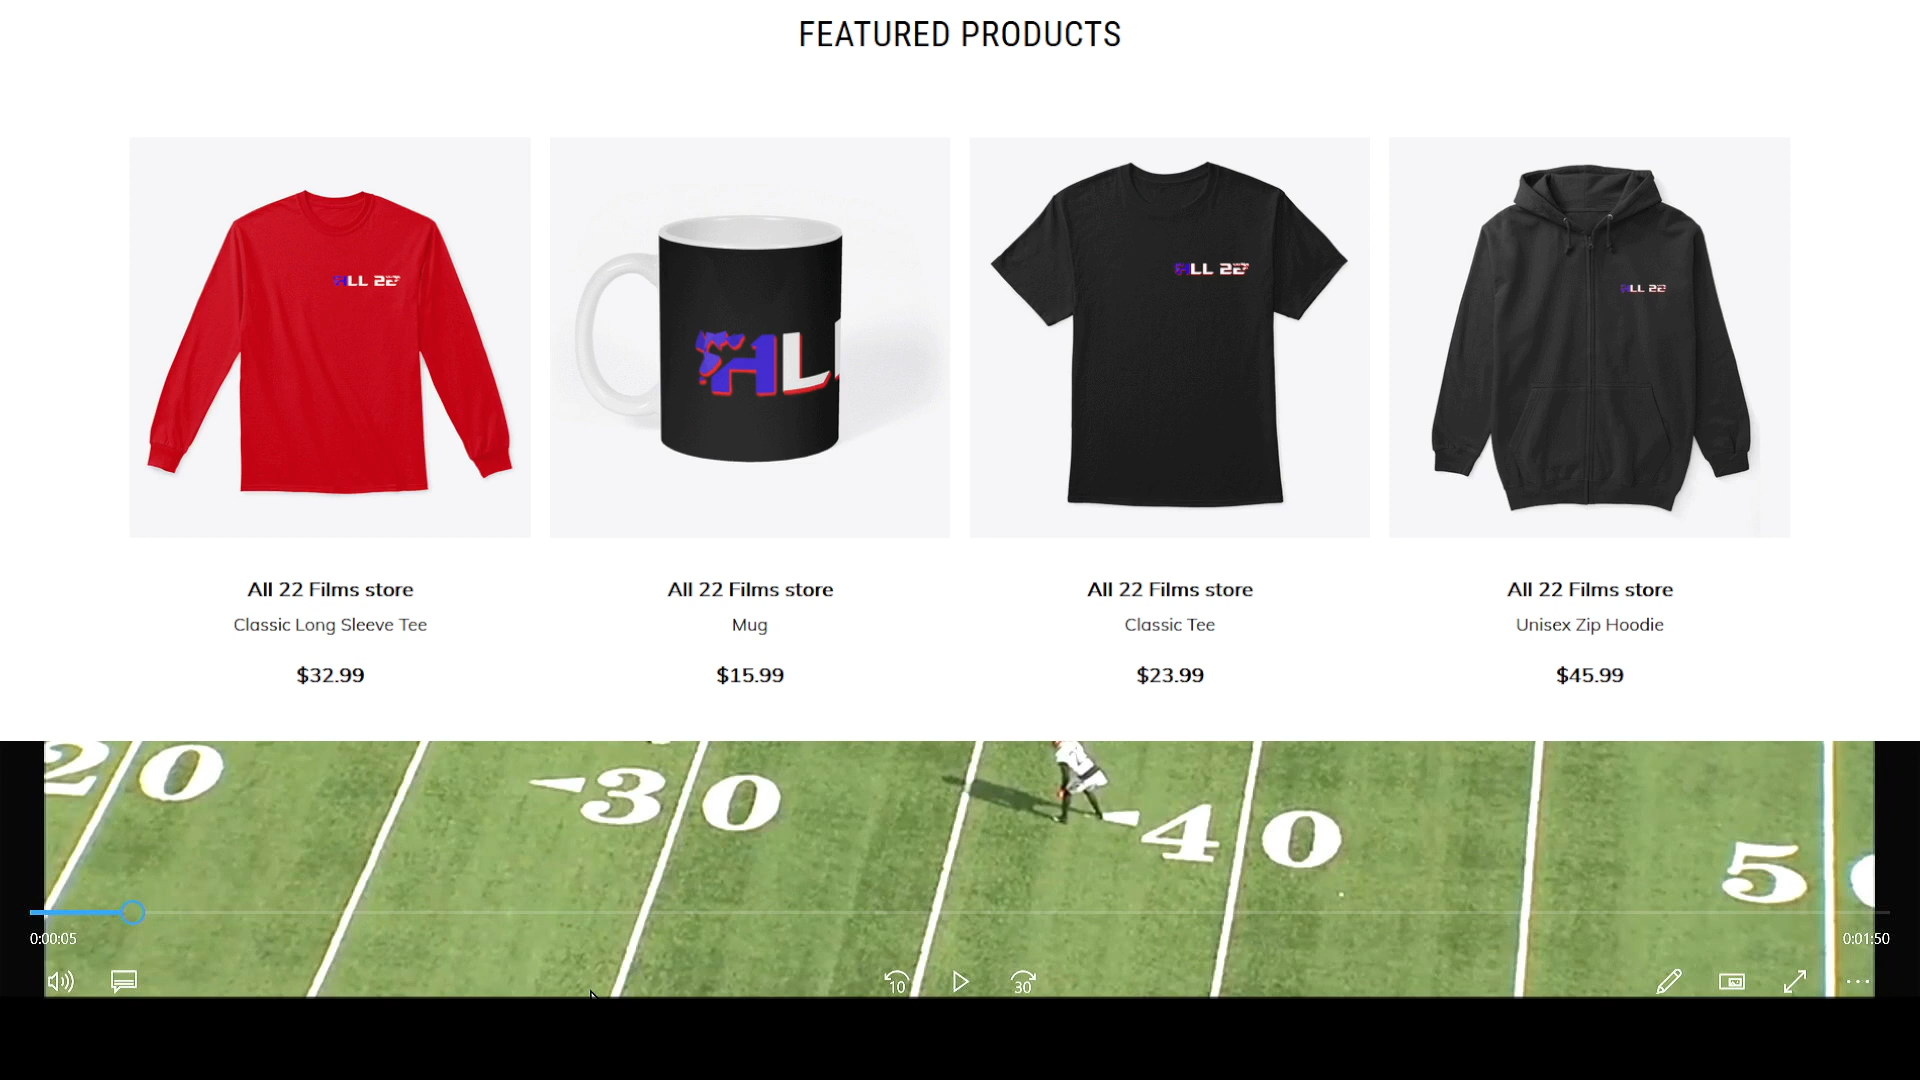 FEATURED PRODUCTS
ALL 22
AL
ALL 22
ALL 22
All 22 Films store
All 22 Films store
All 22 Films store
All 22 Films store
Classic Long Sleeve Tee
Mug
Classic Tee
Unisex Zip Hoodie
$32.99
$15.99
$23.99
$45.99
20
30
40
5
2
0:00:05
0:01:50
10
30